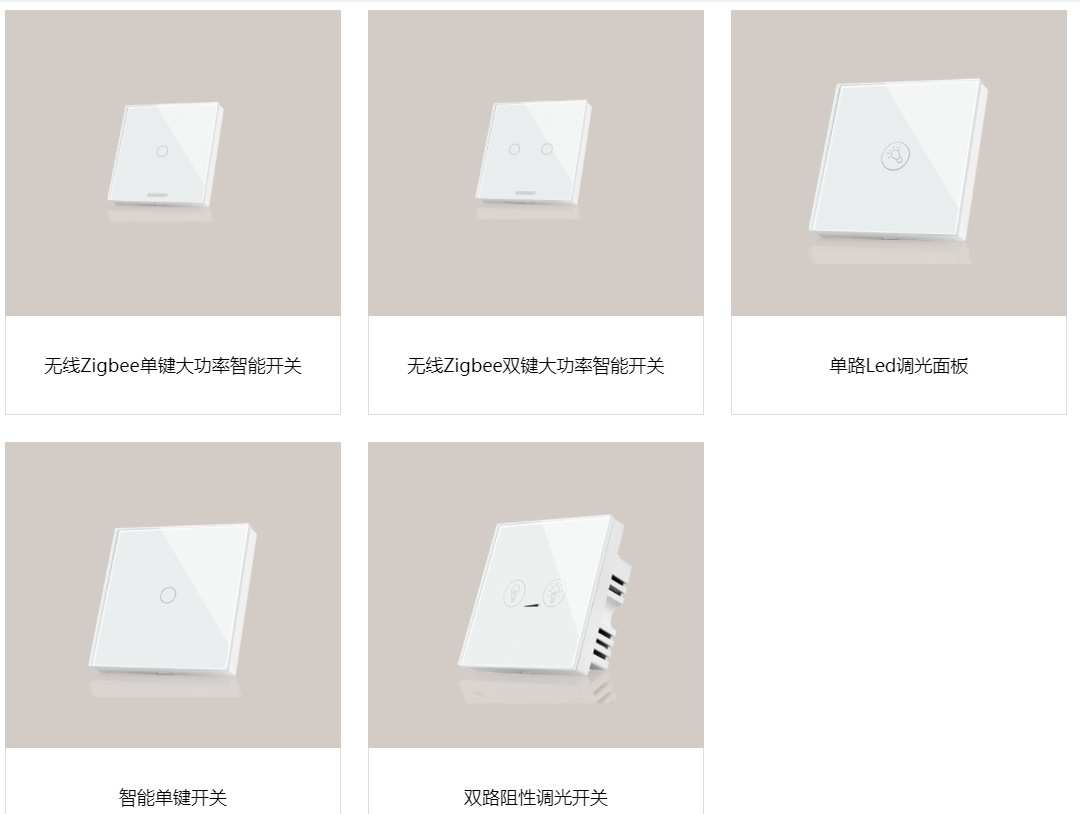 无线Zigbee单键大功率智能开关
无线Zigbee双键大功率智能开关
单路Led调光面板
智能单键开关
双路阻性调光开关